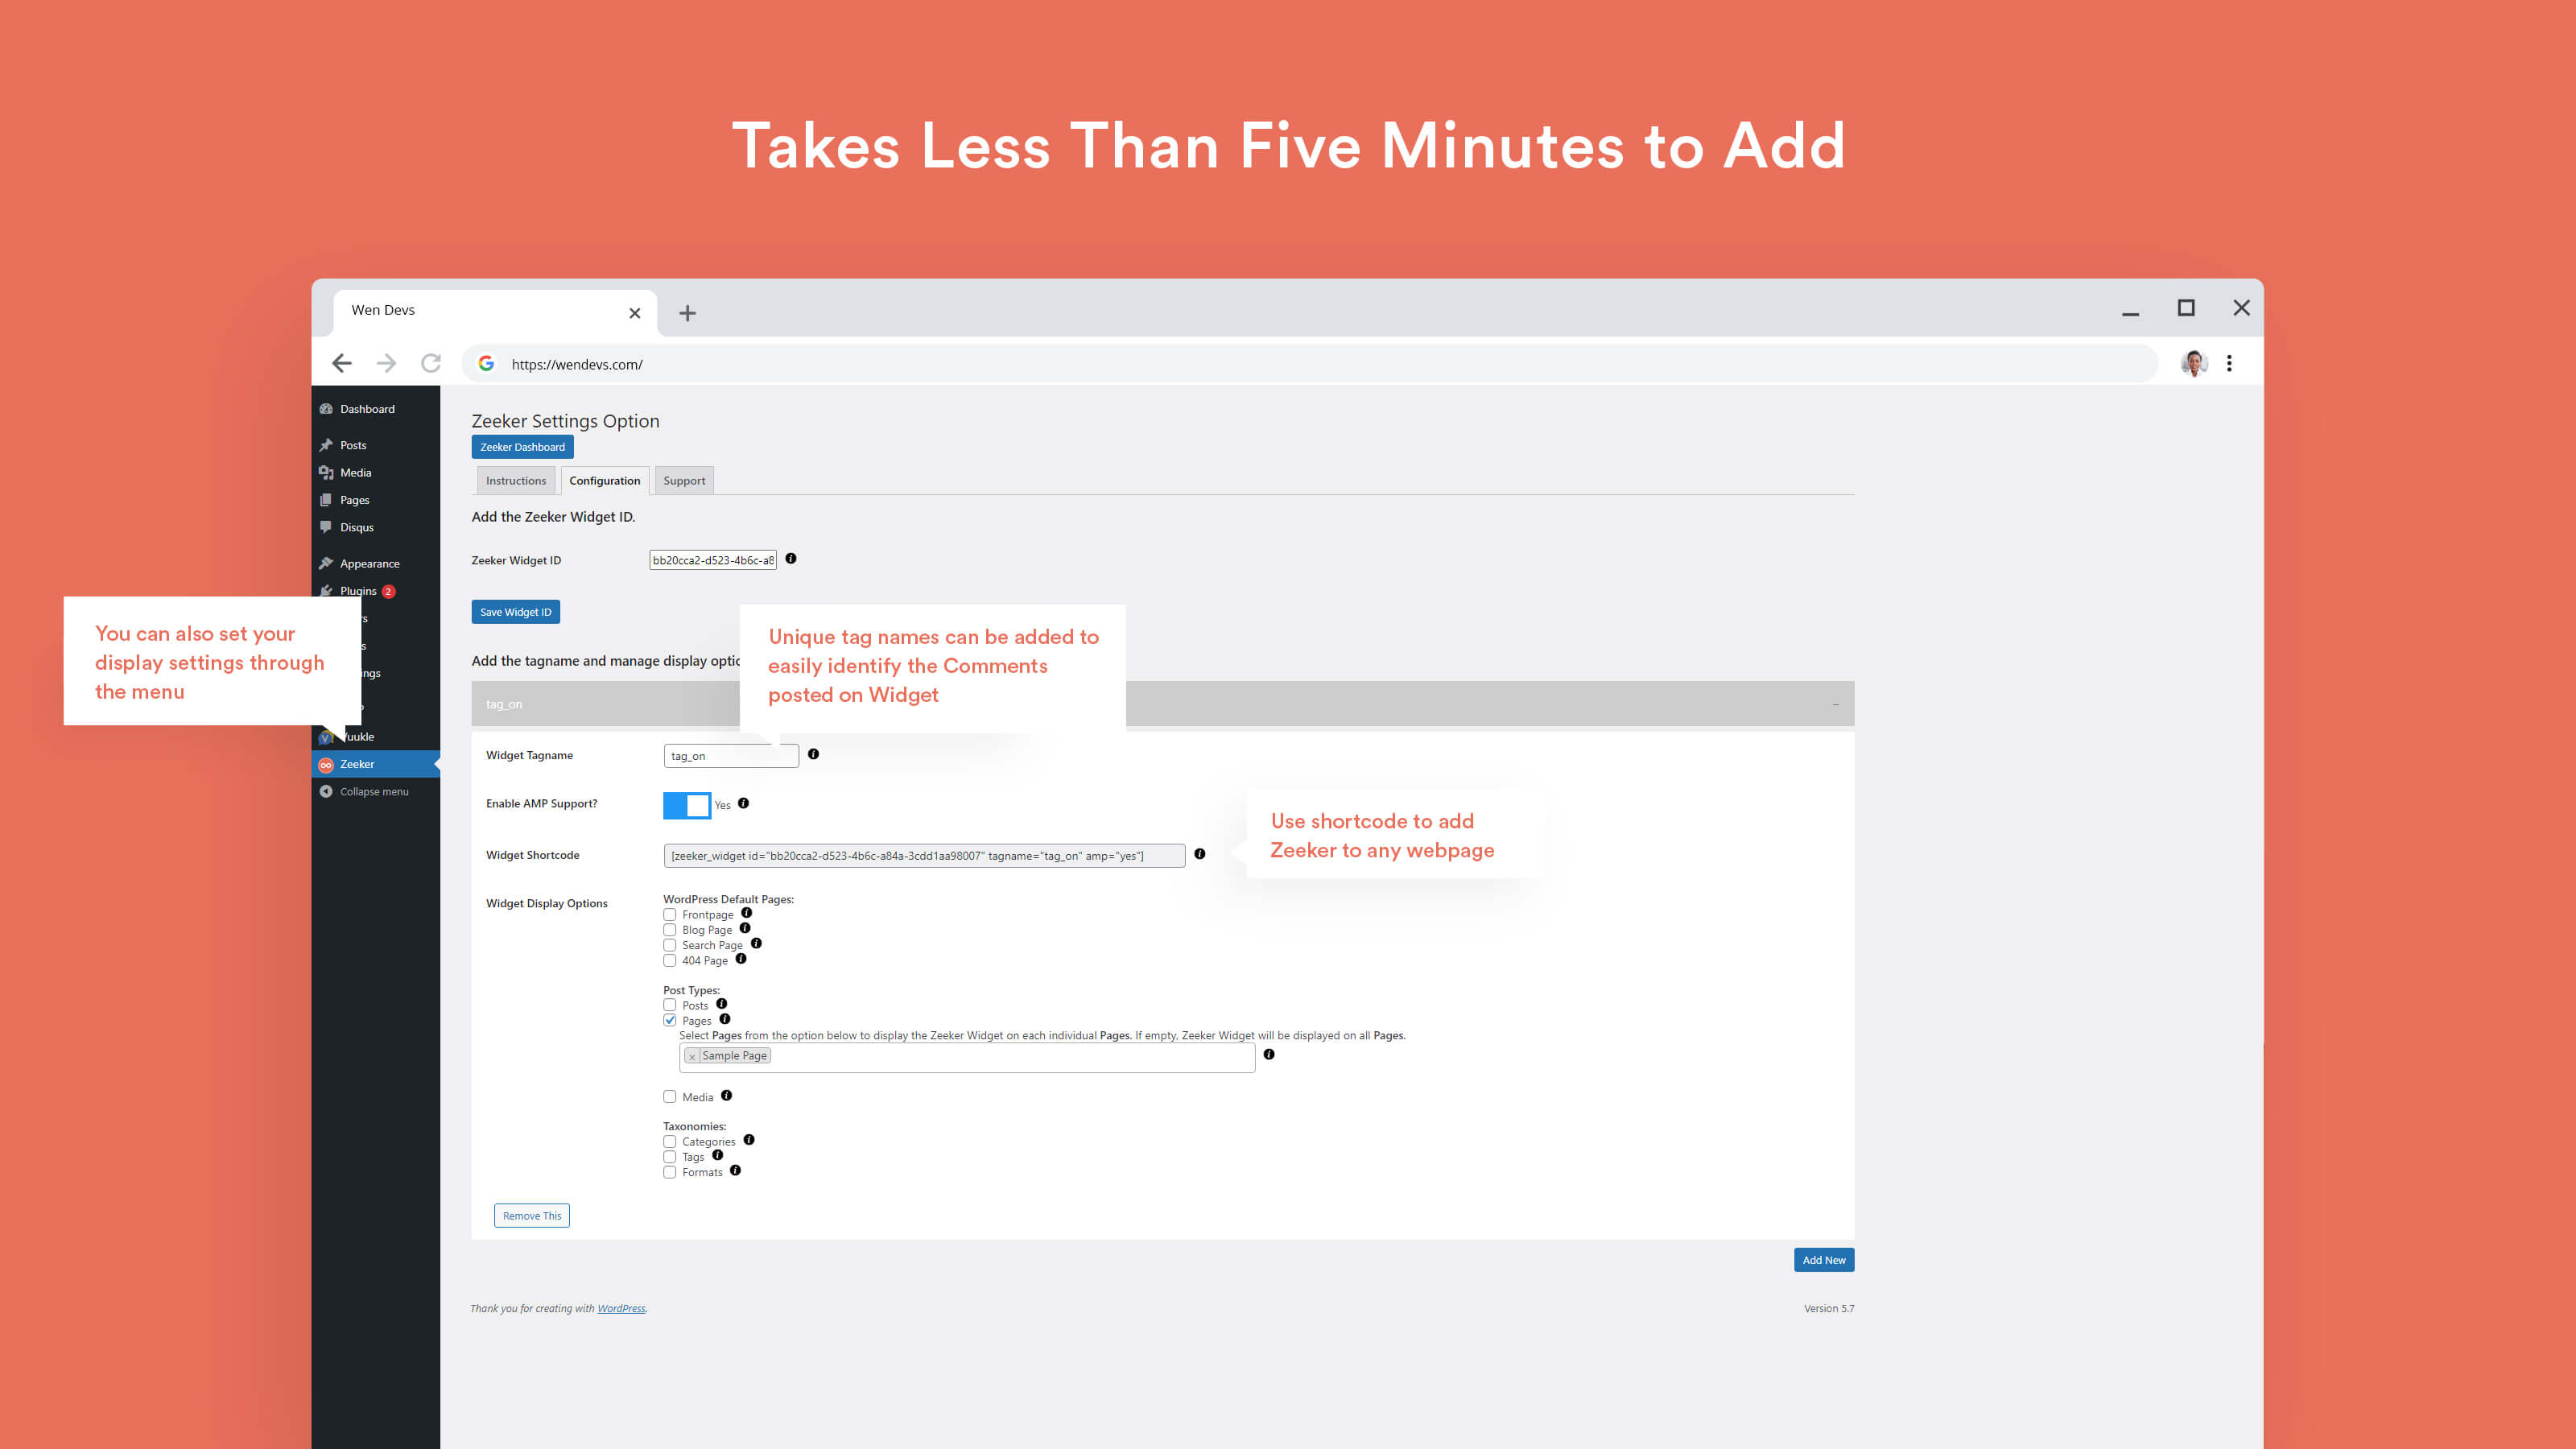 Takes Less Than Five Minutes to Add
Wen Devs
https://wendevs.com/
Dashboard
Posts
Media
Pages
Disqus
Appearance
Plugins 2
Yuukle
Zeeker
Collapse menu
You can also set your
display settings through
the menu
Zeeker Settings Option
Zeeker Dashboard
Instructions Configuration Support
Add the Zeeker Widget ID.
Zeeker Widget ID bb20cca2-d523-4b6c-a8
Save Widget ID
Add the tagname and manage display
Unique tag names can be added to
easily identify the Comments
posted on Widget
tag_on
Widget Tagname tag_on
Enable AMP Support? Yes
Widget Shortcode [zeeker_widget id="bb20cca2-d523-4b6c-a84a-3cdd1aa98007" tagname="tag_on" amp="yes"]
Use shortcode to add
Zeeker to any webpage
Widget Display Options
WordPress Default Pages:
Frontpage
Blog Page
Search Page
404 Page
Post Types:
Posts
Pages
Select Pages from the option below to display the Zeeker Widget on each individual Pages. If empty, Zeeker Widget will be displayed on all Pages.
× Sample Page
Media
Taxonomies:
Categories
Tags
Formats
Remove This
Add New
Thank you for creating with WordPress.
Version 5.7